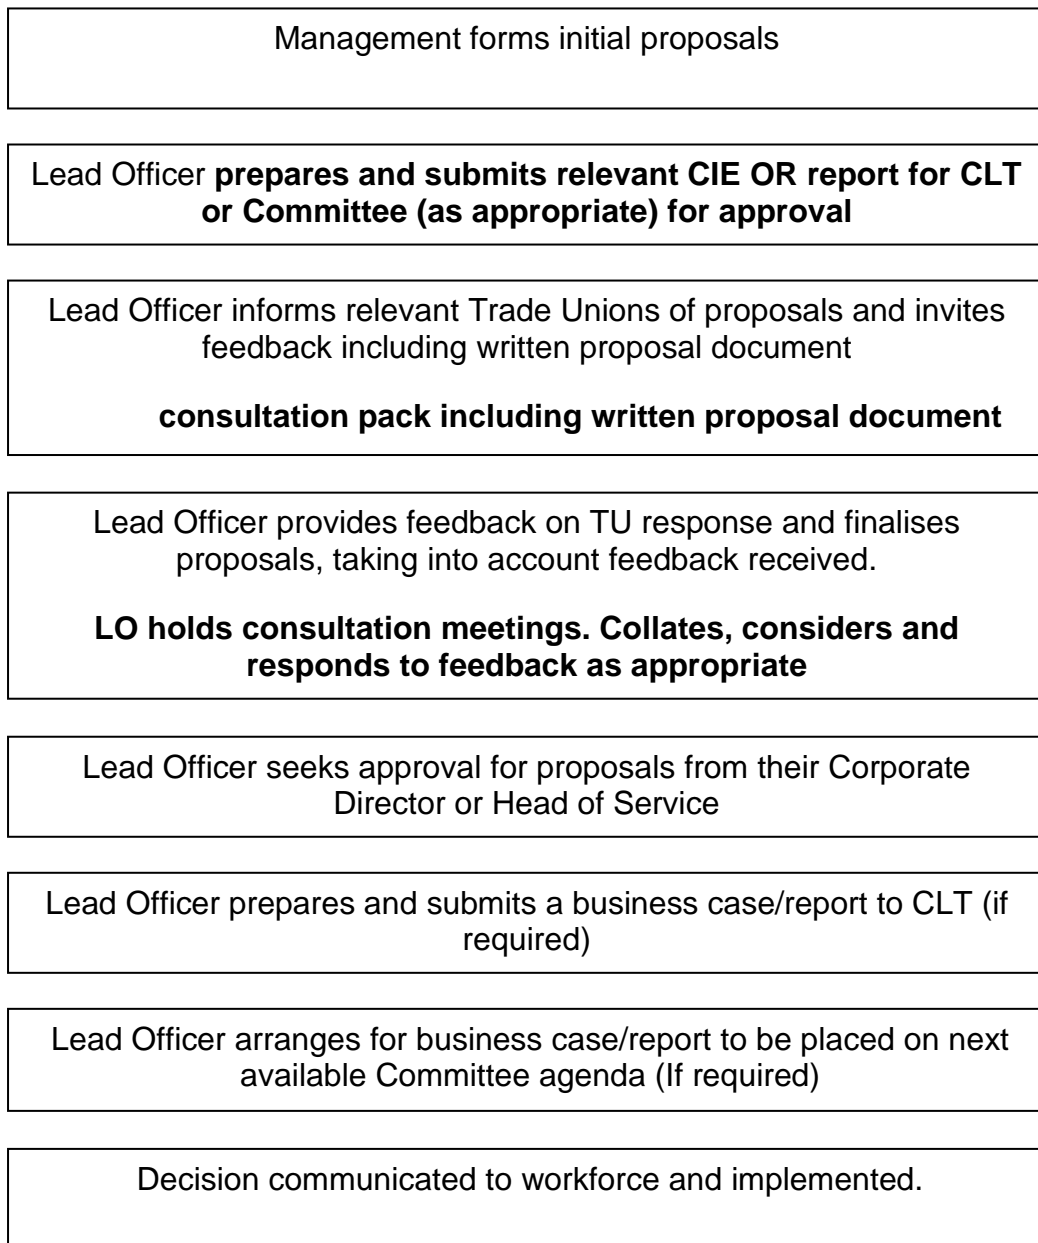 Management forms initial proposals
Lead Officer prepares and submits relevant CIE OR report for CLT
or Committee (as appropriate) for approval
Lead Officer informs relevant Trade Unions of proposals and invites
feedback including written proposal document
consultation pack including written proposal document
Lead Officer provides feedback on TU response and finalises
proposals, taking into account feedback received.
LO holds consultation meetings. Collates, considers and
responds to feedback as appropriate
Lead Officer seeks approval for proposals from their Corporate
Director or Head of Service
Lead Officer prepares and submits a business case/report to CLT (if
required)
Lead Officer arranges for business case/report to be placed on next
available Committee agenda (If required)
Decision communicated to workforce and implemented.